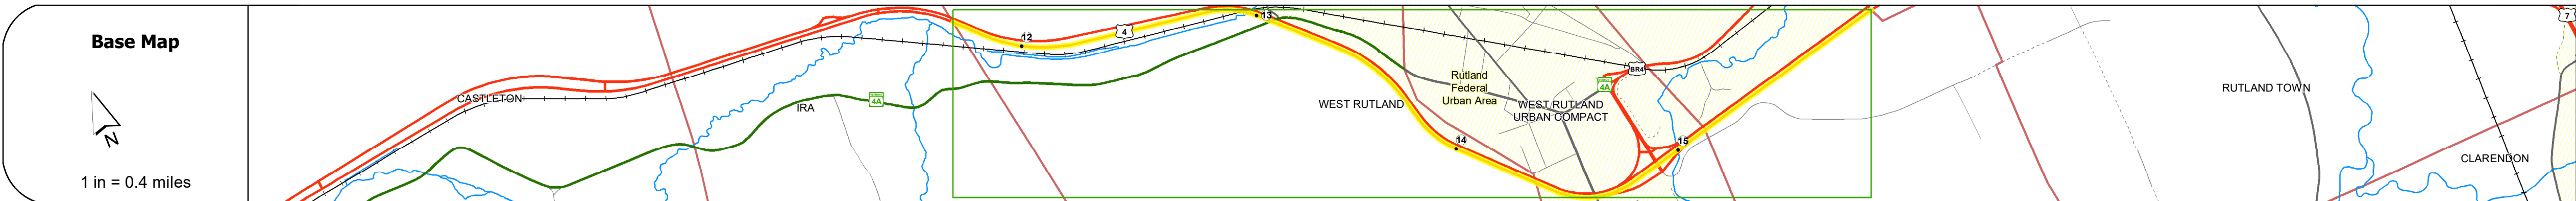 Base Map
N
1 in = 0.4 miles
CASTLETON
IRA
4A
12
4
13
WEST RUTLAND
Rutland
Federal
Urban Area
14
WEST RUTLAND
URBAN COMPACT
4A
BR4
15
RUTLAND TOWN
CLARENDON
7